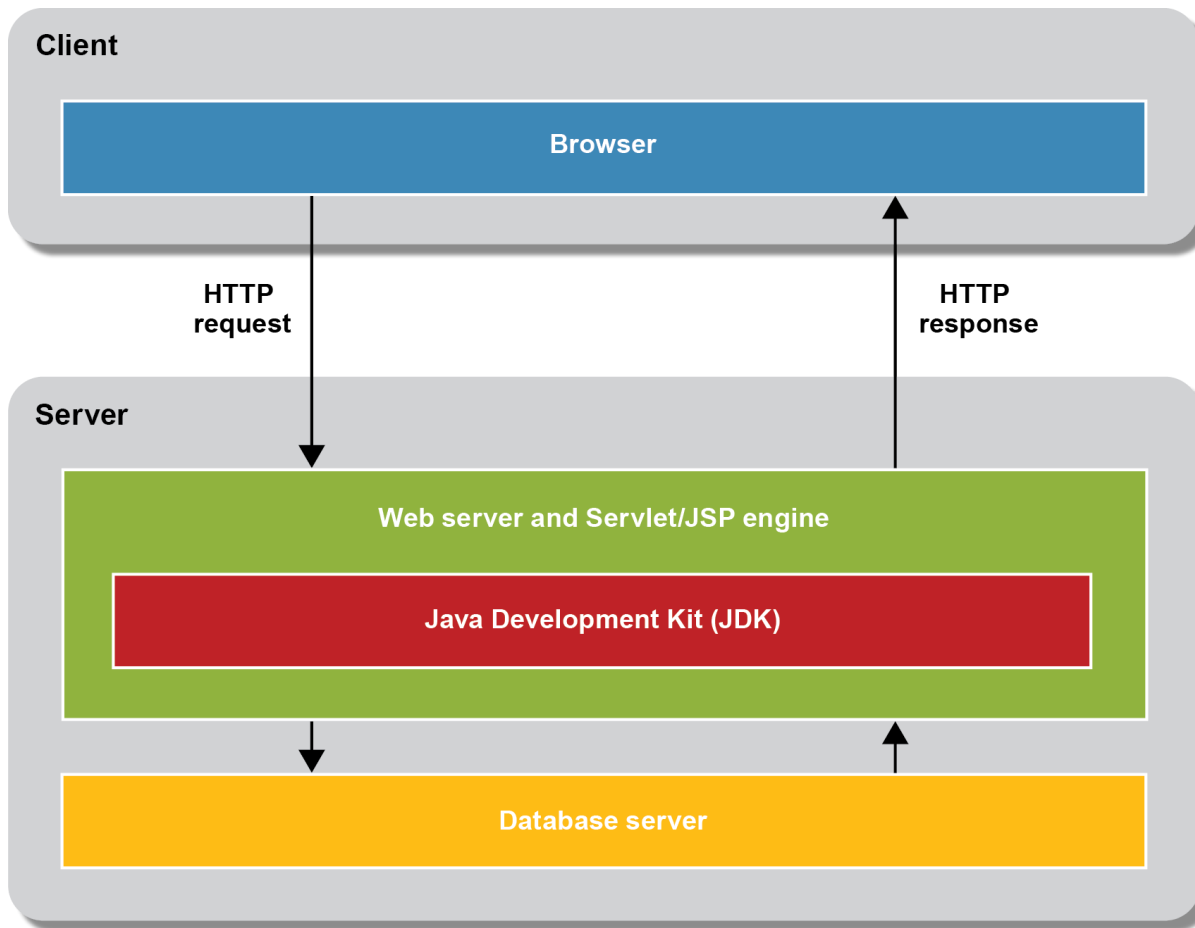 Client
Browser
HTTP
request
HTTP
response
Server
Web server and Servlet/JSP engine
Java Development Kit (JDK)
Database server